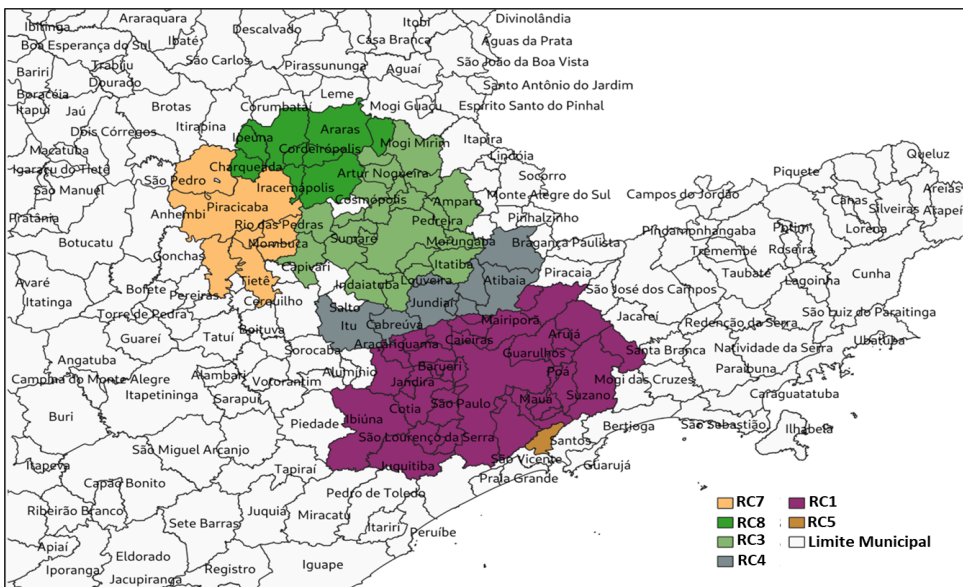 Araraquara
Descalvado
Itobi
Divinolândia
Ibitinga
Ibaté
Casa Branca
Águas da Prata
Boa Esperança do Sul
São Carlos
Pirassununga
Aguaí
São João da Boa Vista
Trabiju
Bariri
Dourado
Santo Antônio do Jardim
Boracéia
Leme
Itapuí
Jaú
Brotas
Corumbataí
Mogi Guaçu
Espírito Santo do Pinhal
Dois Córregos
Itirapina
Ipeúna
Araras
Mogi Mirim
Itapira
Macatuba
Cordeirópolis
Lindóia
Queluz
Igaraçu do Tietê
Charqueada
Artur Nogueira
Socorro
Piquete
São Manuel
São Pedro
Iracemápolis
Monte Alegre do Sul
Campos do Jordão
Areias
Canas
Cosmópolis
Amparo
Silveiras
Arapeí
Pratânia
Anhembi
Piracicaba
Pedreira
Pinhalzinho
Rio das Pedras
Potim
Lorena
Pindamonhangaba
Botucatu
Mombuca
Sumaré
Morungaba
Bragança Paulista
Roseira
Tremembé
Conchas
Capivari
Itatiba
Piracaia
Taubaté
Cunha
Avaré
Tietê
Indaiatuba
Louveira
Atibaia
São José dos Campos
Lagoinha
Bofete
Pereiras
Cerquilho
Itatinga
Salto
Jundiaí
Torre de Pedra
Itu
Cabreúva
Mairiporã
Jacareí
Redenção da Serra
São Luiz do Paraitinga
Guareí
Tatuí
Boituva
Araçariguama
Caieiras
Arujá
Ubatuba
Sorocaba
Guarulhos
Santa Branca
Natividade da Serra
Angatuba
Barueri
Paraibuna
Campina do Monte Alegre
Alambari
Votorantim
Alumínio
Jandira
Poá
Mogi das Cruzes
Itapetininga
Sarapuí
Suzano
Caraguatatuba
Buri
Cotia
São Paulo
Mauá
Ibiúna
Piedade
Bertioga
São Sebastião
Ilhabela
São Lourenço da Serra
Santos
São Miguel Arcanjo
São Vicente
Guarujá
Itapeva
Tapiraí
Juquitiba
Praia Grande
Capão Bonito
Pedro de Toledo
Ribeirão Branco
Juquiá
Miracatu
Sete Barras
Itariri
Peruíbe
Apiaí
Eldorado
Iporanga
Registro
Iguape
Jacupiranga
RC7
RC1
RC8
RC5
RC3
Limite Municipal
RC4